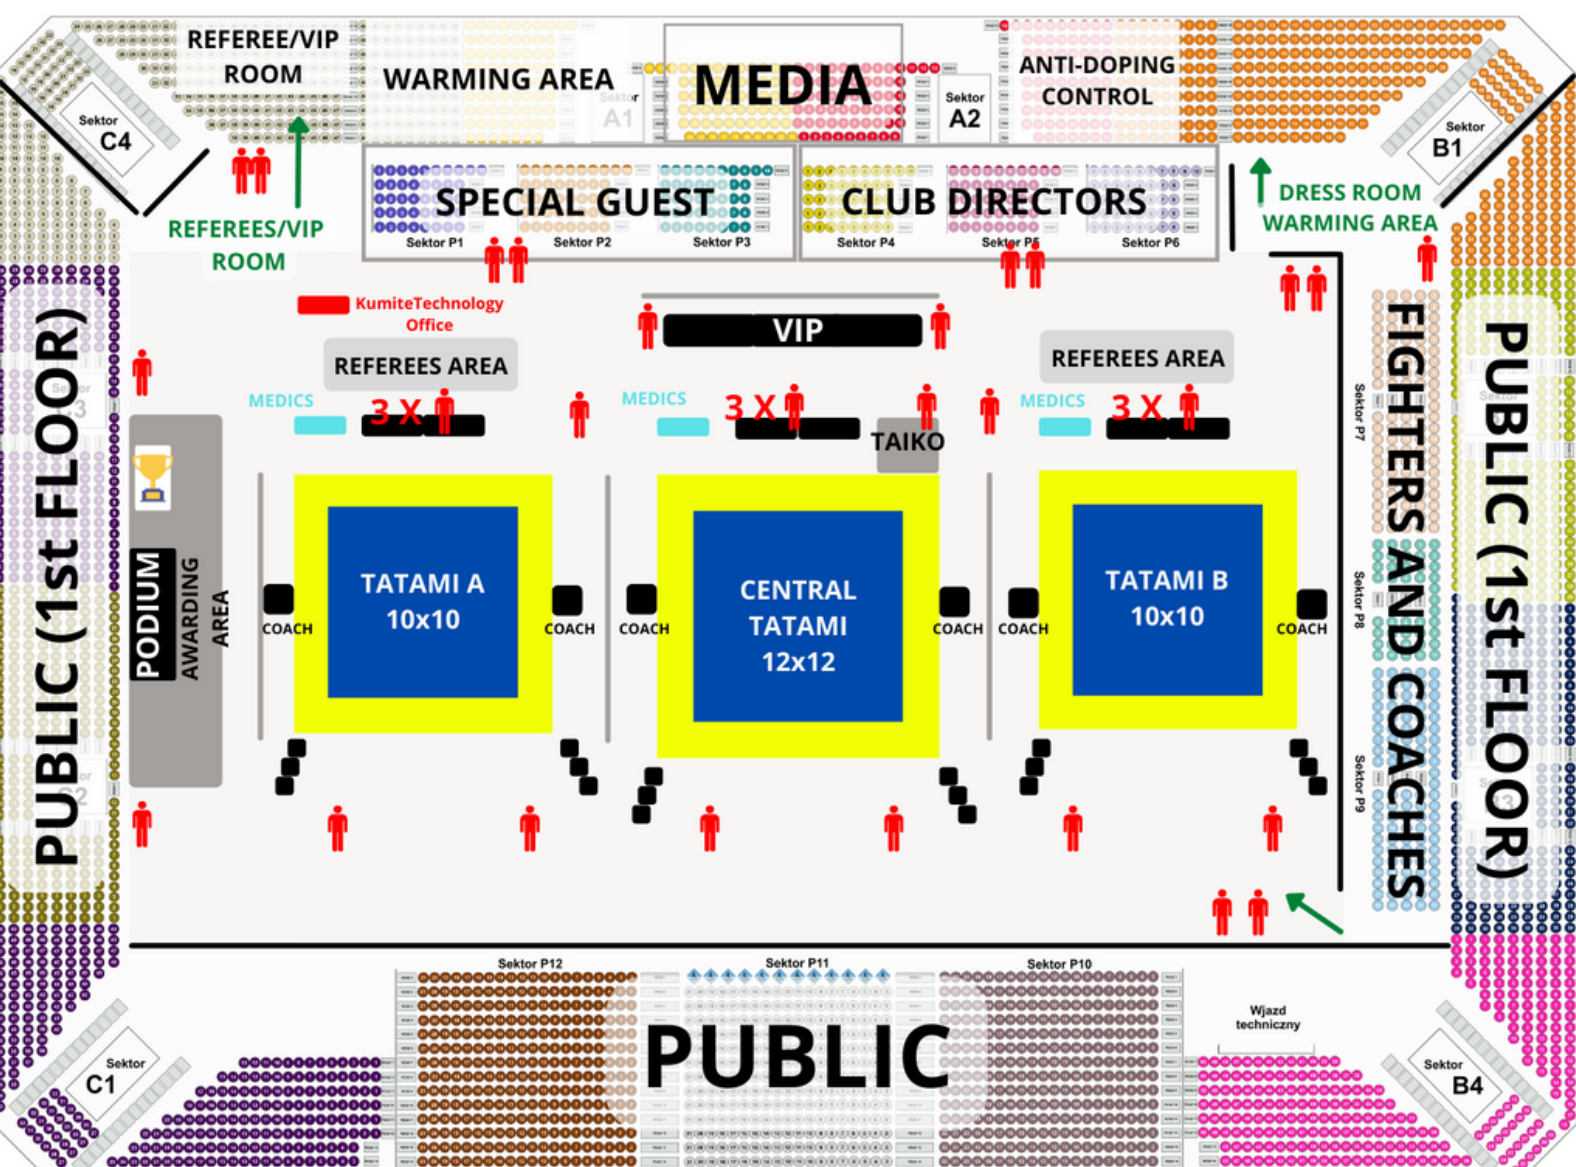 REFEREE/VIP
ROOM
WARMING AREA
MEDIA
ANTI-DOPING
CONTROL
Sektor
A1
Sektor
A2
Sektor
C4
Sektor
B1
SPECIAL GUEST
CLUB DIRECTORS
Sektor P1
Sektor P2
Sektor P3
Sektor P4
Sektor P5
Sektor P6
REFEREES/VIP
ROOM
DRESS ROOM
WARMING AREA
KumiteTechnology
Office
VIP
REFEREES AREA
REFEREES AREA
MEDICS
3 X
MEDICS
3 X
TAIKO
MEDICS
3 X
PUBLIC (1st FLOOR)
PODIUM
AWARDING
AREA
TATAMI A
10x10
CENTRAL
TATAMI
12x12
TATAMI B
10x10
COACH
COACH
COACH
COACH
COACH
COACH
Sektor P7
Sektor P8
Sektor P9
FIGHTERS AND COACHES
PUBLIC (1st FLOOR)
Sektor P12
Sektor P11
Sektor P10
PUBLIC
Wjazd
techniczny
Sektor
C1
Sektor
B4